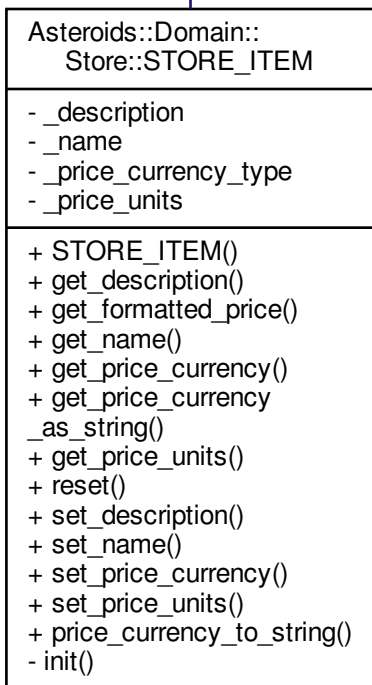 Asteroids::Domain::
Store::STORE_ITEM
- _description
- _name
- _price_currency_type
- _price_units
+ STORE_ITEM()
+ get_description()
+ get_formatted_price()
+ get_name()
+ get_price_currency()
+ get_price_currency
_as_string()
+ get_price_units()
+ reset()
+ set_description()
+ set_name()
+ set_price_currency()
+ set_price_units()
+ price_currency_to_string()
- init()